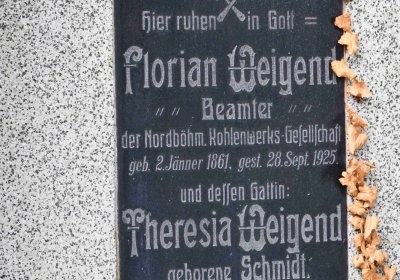 Hier ruhen in Gott =
Florian Weigend
" " Beamter " "
der Nordböhm. Kohlenwerks-Gesellschaft
geb. 2. Jänner 1861, gest. 28. Sept. 1925.
und dessen Gattin:
Theresia Weigend
geborene Schmidt.